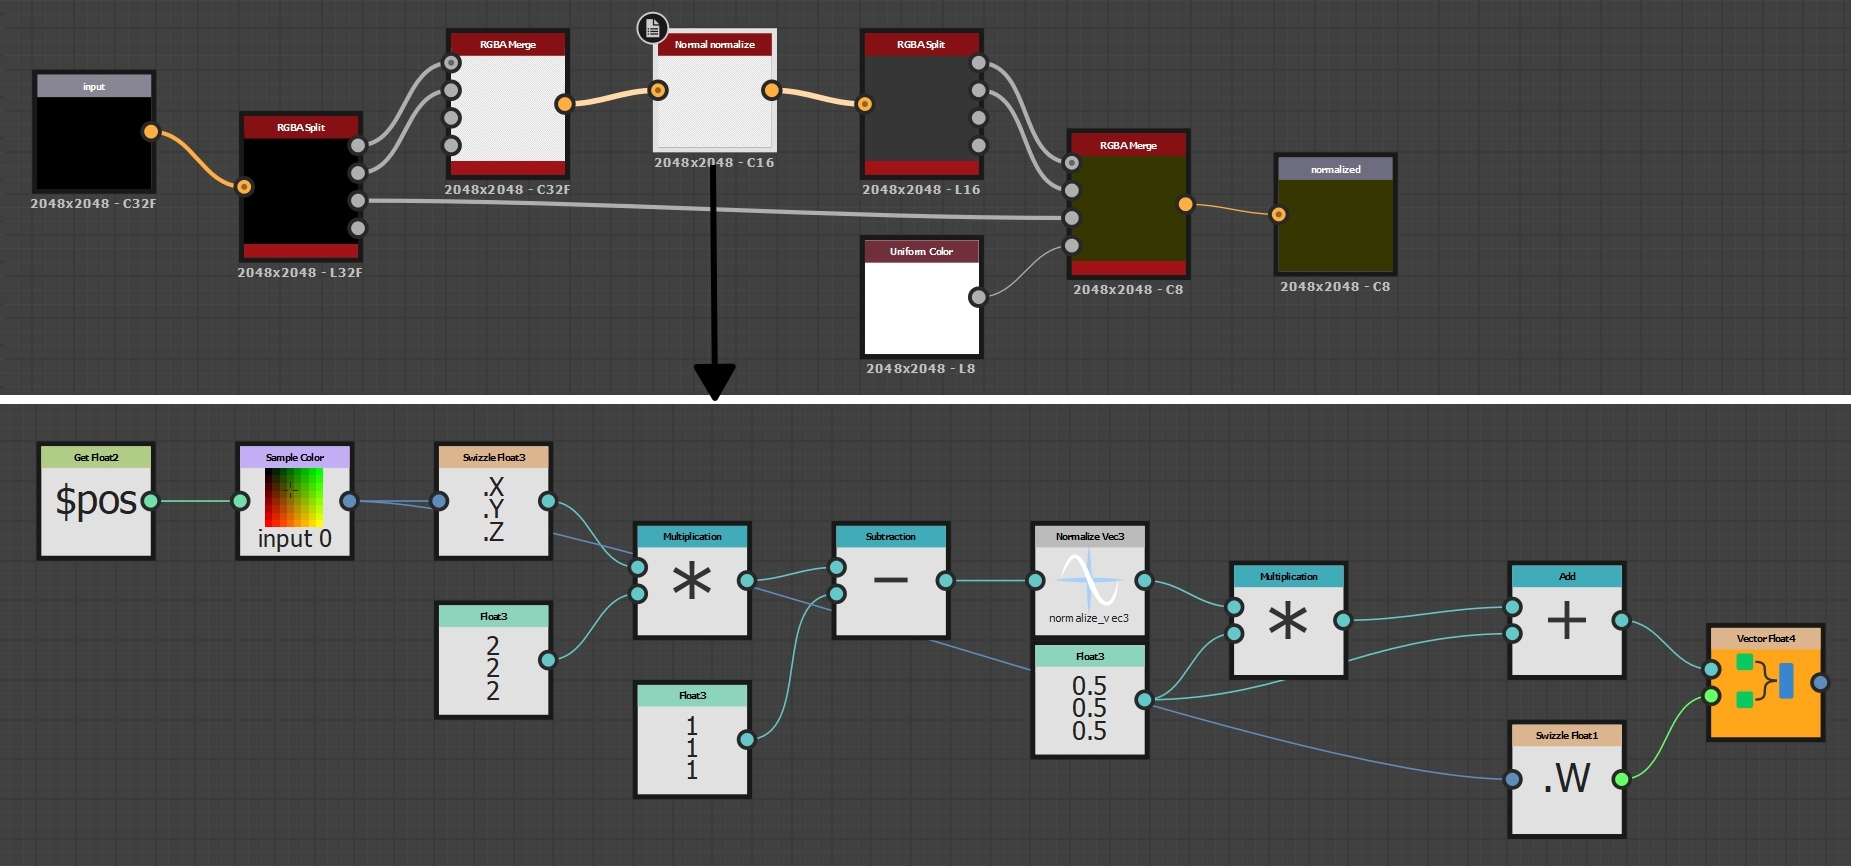 input
2048x2048 - C32F
RGBA Split
2048x2048 - L32F
RGBA Merge
2048x2048 - C32F
Normal normalize
2048x2048 - C16
RGBA Split
2048x2048 - L16
Uniform Color
2048x2048 - L8
RGBA Merge
2048x2048 - C8
normalized
2048x2048 - C8
Get Float2
$pos
Sample Color
input 0
Swizzle Float3
.X
.Y
.Z
Float3
2
2
2
Multiplication
*
Float3
1
1
1
Subtraction
−
Normalize Vec3
normalize_vec3
Float3
0.5
0.5
0.5
Multiplication
*
Add
+
Swizzle Float1
.W
Vector Float4